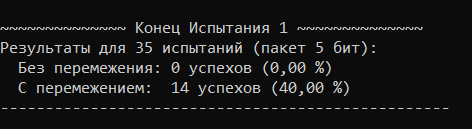 ~~~~~~~~~~~~~~ Конец Испытания 1 ~~~~~~~~~~~~~~
Результаты для 35 испытаний (пакет 5 бит):
  Без перемежения: 0 успехов (0,00 %)
  С перемежением:  14 успехов (40,00 %)
--------------------------------------------------